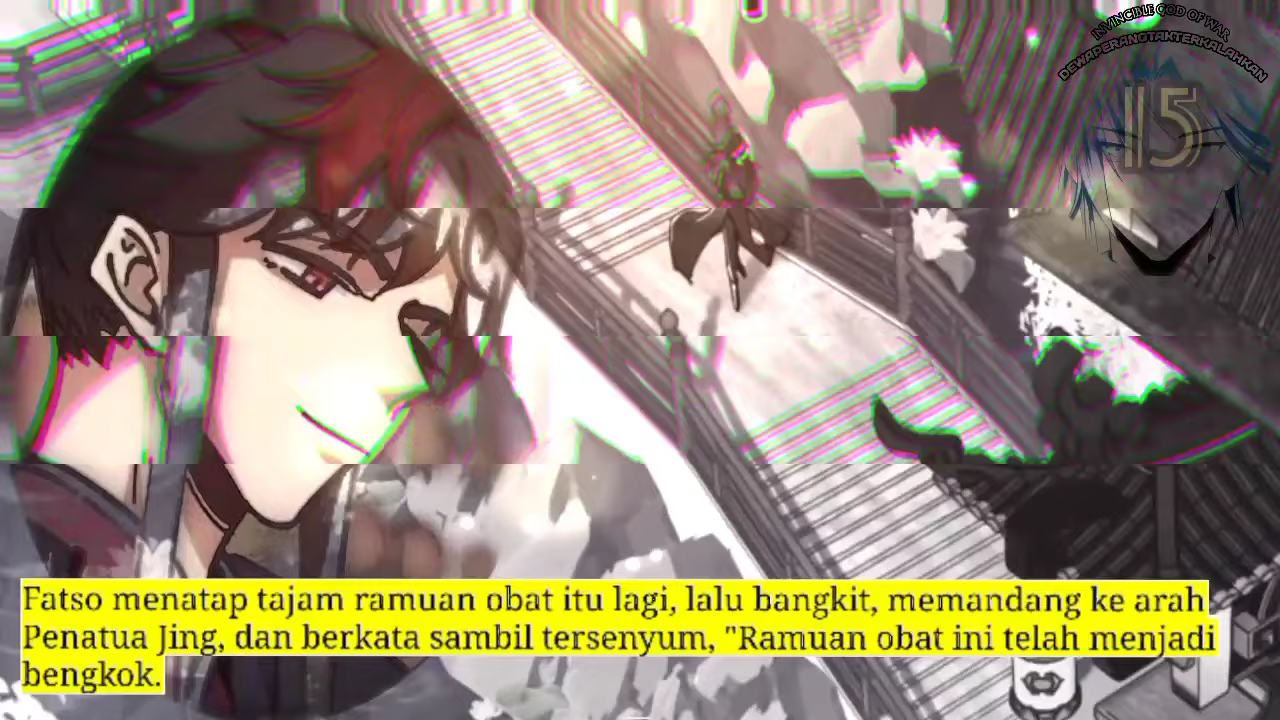 INVINCIBLE GOD OF WAR
DEWAPERANGTAKTERKALAHKAN
115
Fatso menatap tajam ramuan obat itu lagi, lalu bangkit, memandang ke arah
Penatua Jing, dan berkata sambil tersenyum, "Ramuan obat ini telah menjadi
bengkok.